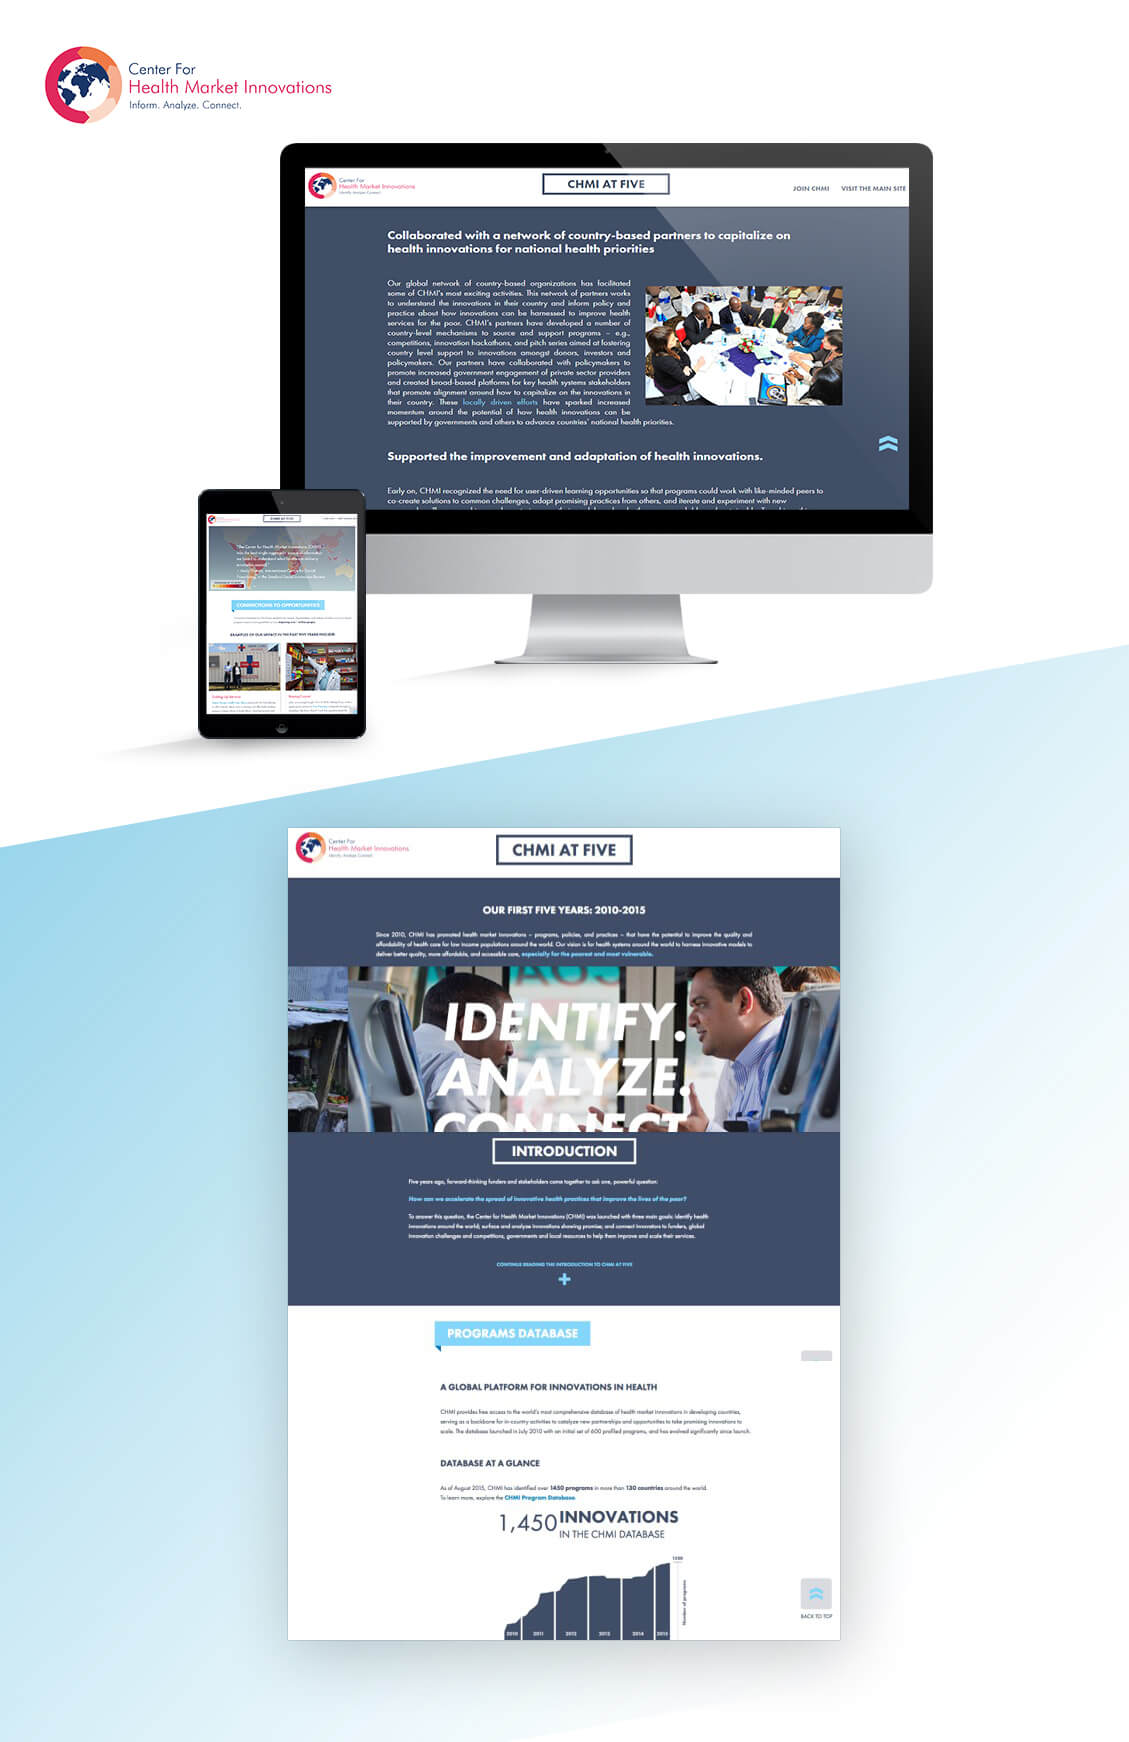 Center For
Health Market Innovations
Inform. Analyze. Connect.
Center For
Health Market Innovations
Identify. Analyze. Connect.
CHMI AT FIVE
JOIN CHMI
VISIT THE MAIN SITE
Collaborated with a network of country-based partners to capitalize on
health innovations for national health priorities
Our global network of country-based organizations has facilitated
some of CHMI's most exciting activities. This network of partners works
to understand the innovations in their country and inform policy and
practice about how innovations can be harnessed to improve health
services for the poor. CHMI's partners have developed a number of
country-level mechanisms to source and support programs – e.g.,
competitions, innovation hackathons, and pitch series aimed at fostering
country level support to innovations amongst donors, investors and
policymakers. Our partners have collaborated with policymakers to
promote increased government engagement of private sector providers
and created broad-based platforms for key health systems stakeholders
that promote alignment around how to capitalize on the innovations in
their country. These locally driven efforts have sparked increased
momentum around the potential of how health innovations can be
supported by governments and others to advance countries' national health priorities.
Supported the improvement and adaptation of health innovations.
Early on, CHMI recognized the need for user-driven learning opportunities so that programs could work with like-minded peers to
co-create solutions to common challenges, adapt promising practices from others, and iterate and experiment with new
CHMI AT FIVE
CONNECTIONS TO OPPORTUNITIES
EXAMPLES OF OUR IMPACT IN THE PAST FIVE YEARS INCLUDE:
Center For
Health Market Innovations
Identify. Analyze. Connect.
CHMI AT FIVE
OUR FIRST FIVE YEARS: 2010-2015
Since 2010, CHMI has promoted health market innovations – programs, policies, and practices – that have the potential to improve the quality and
affordability of health care for low income populations around the world. Our vision is for health systems around the world to harness innovative models to
deliver better quality, more affordable, and accessible care, especially for the poorest and most vulnerable.
IDENTIFY.
ANALYZE.
CONNECT.
INTRODUCTION
Five years ago, forward-thinking funders and stakeholders came together to ask one, powerful question:
How can we accelerate the spread of innovative health practices that improve the lives of the poor?
To answer this question, the Center for Health Market Innovations (CHMI) was launched with three main goals: identify health
innovations around the world; surface and analyze innovations showing promise; and connect innovators to funders, global
innovation challenges and competitions, governments and local resources to help them improve and scale their services.
CONTINUE READING THE INTRODUCTION TO CHMI AT FIVE
PROGRAMS DATABASE
A GLOBAL PLATFORM FOR INNOVATIONS IN HEALTH
CHMI provides free access to the world's most comprehensive database of health market innovations in developing countries,
serving as a backbone for in-country activities to catalyze new partnerships and opportunities to take promising innovations to
scale. The database launched in July 2010 with an initial set of 600 profiled programs, and has evolved significantly since launch.
DATABASE AT A GLANCE
As of August 2015, CHMI has identified over 1450 programs in more than 130 countries around the world.
To learn more, explore the CHMI Program Database
1,450 INNOVATIONS
IN THE CHMI DATABASE
1500
Number of programs
2010 2011 2012 2013 2014 2015
BACK TO TOP